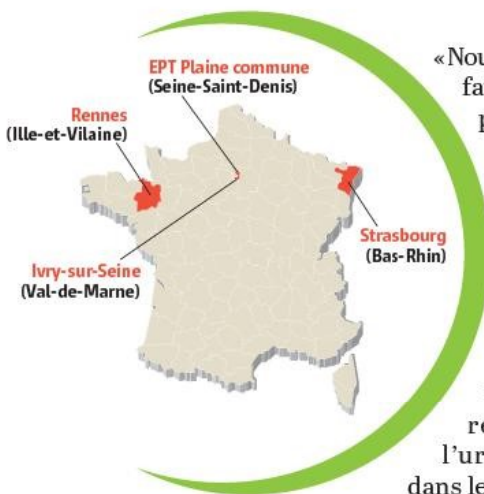 EPT Plaine commune
(Seine-Saint-Denis)
Rennes
(Ille-et-Vilaine)
Strasbourg
(Bas-Rhin)
Ivry-sur-Seine
(Val-de-Marne)
dans le